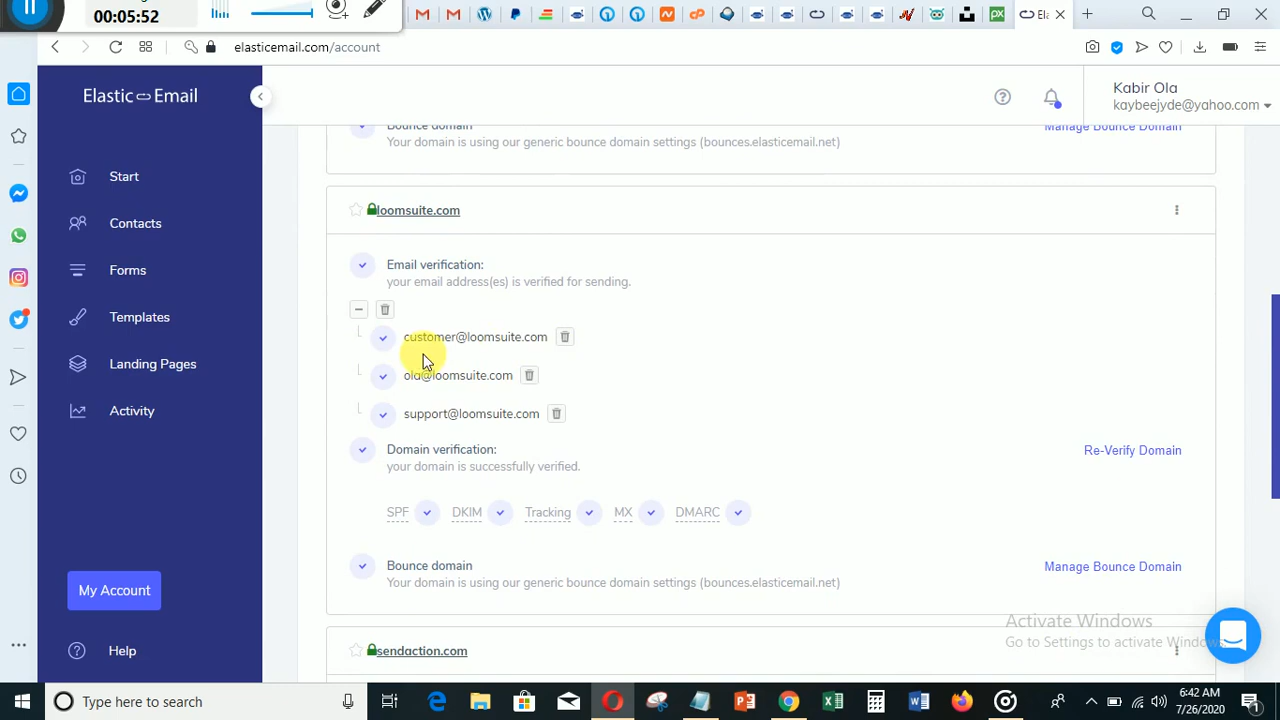 00:05:52
El
elasticemail.com/account
Elastic Email
Kabir Ola
kaybeejyde@yahoo.com
Start
Contacts
Forms
Templates
Landing Pages
Activity
My Account
Help
Bounce domain
Manage Bounce Domain
Your domain is using our generic bounce domain settings (bounces.elasticemail.net)
loomsuite.com
Email verification:
your email address(es) is verified for sending.
customer@loomsuite.com
ola@loomsuite.com
support@loomsuite.com
Domain verification:
Re-Verify Domain
your domain is successfully verified.
SPF DKIM Tracking MX DMARC
Bounce domain
Manage Bounce Domain
Your domain is using our generic bounce domain settings (bounces.elasticemail.net)
Activate Windows
Go to Settings to activate Windows.
sendaction.com
Type here to search
6:42 AM
7/26/2020
1